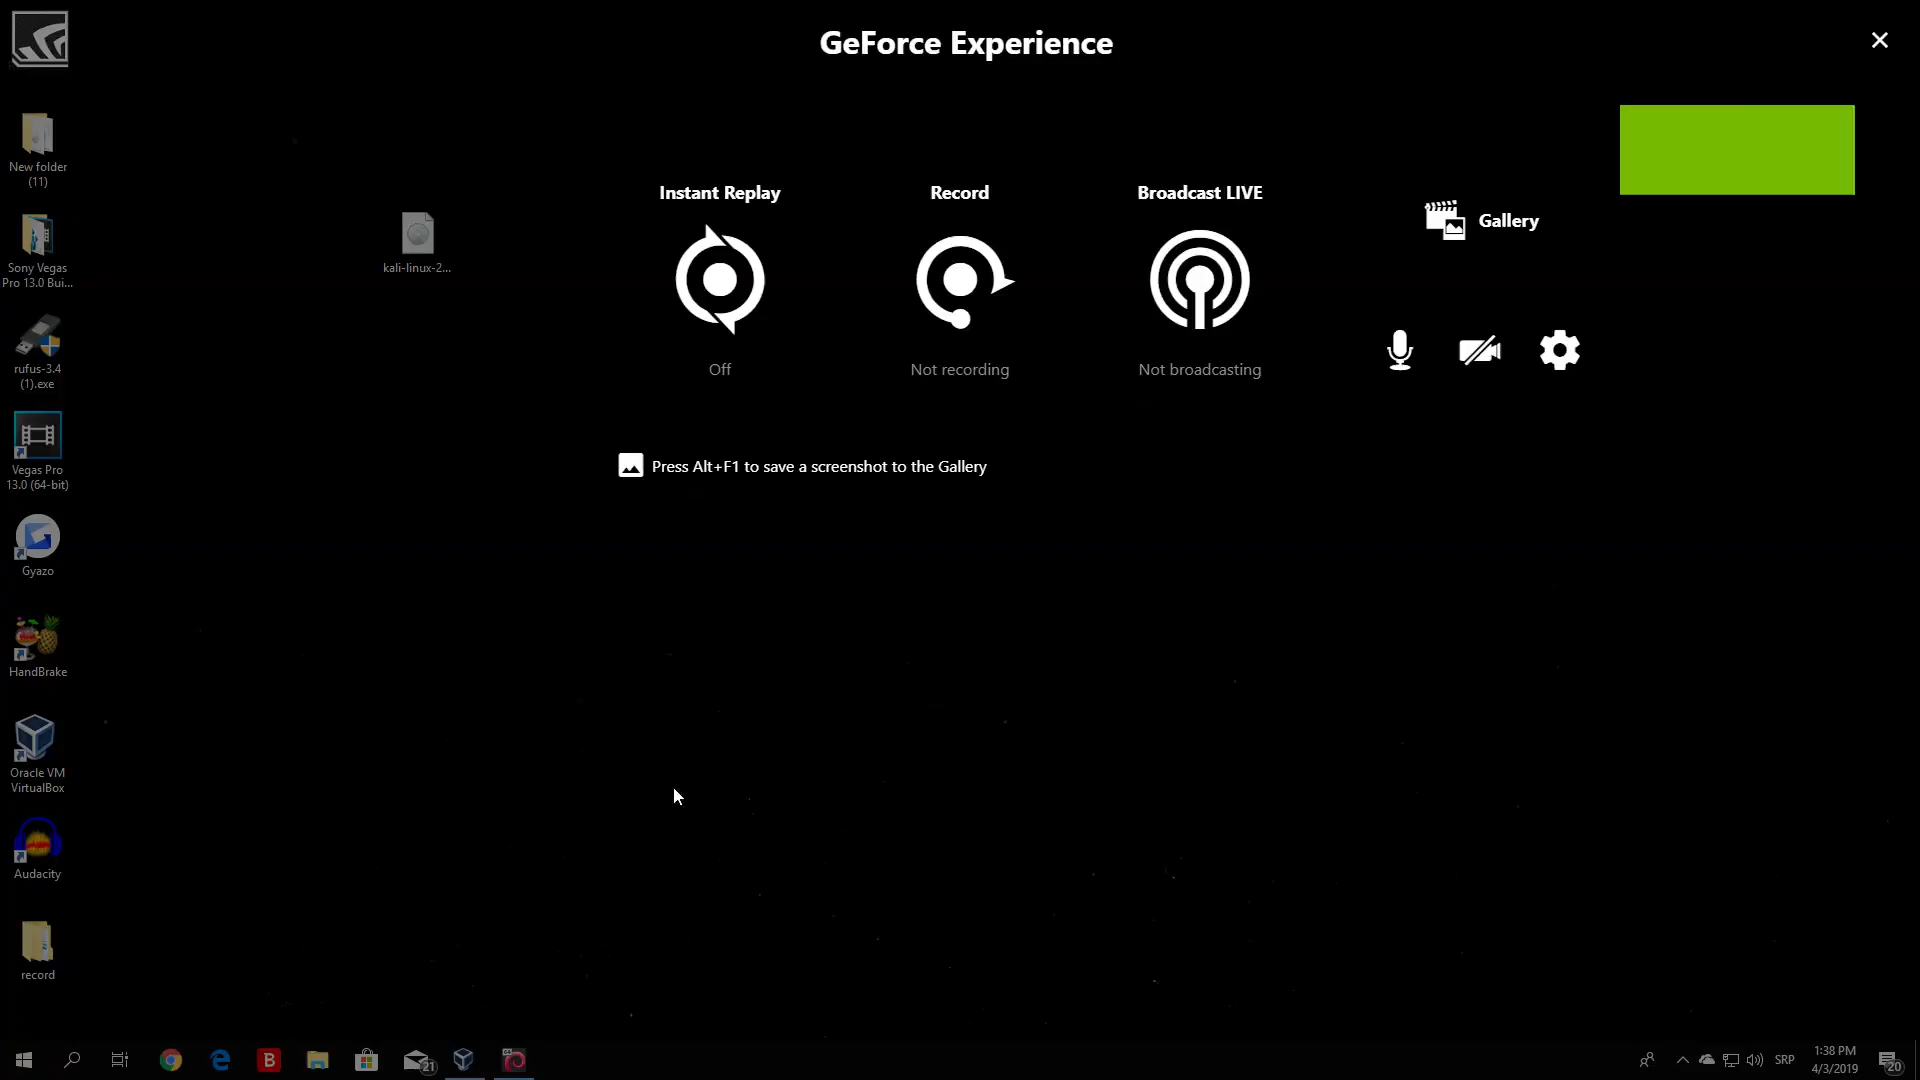 GeForce Experience
New folder
(11)
Sony Vegas
Pro 13.0 Bui...
rufus-3.4
(1).exe
Vegas Pro
13.0 (64-bit)
Gyazo
HandBrake
Oracle VM
VirtualBox
Audacity
record
kali-linux-2...
Instant Replay
Off
Record
Not recording
Broadcast LIVE
Not broadcasting
Gallery
Press Alt+F1 to save a screenshot to the Gallery
B
21
64
SRP
1:38 PM
4/3/2019
20